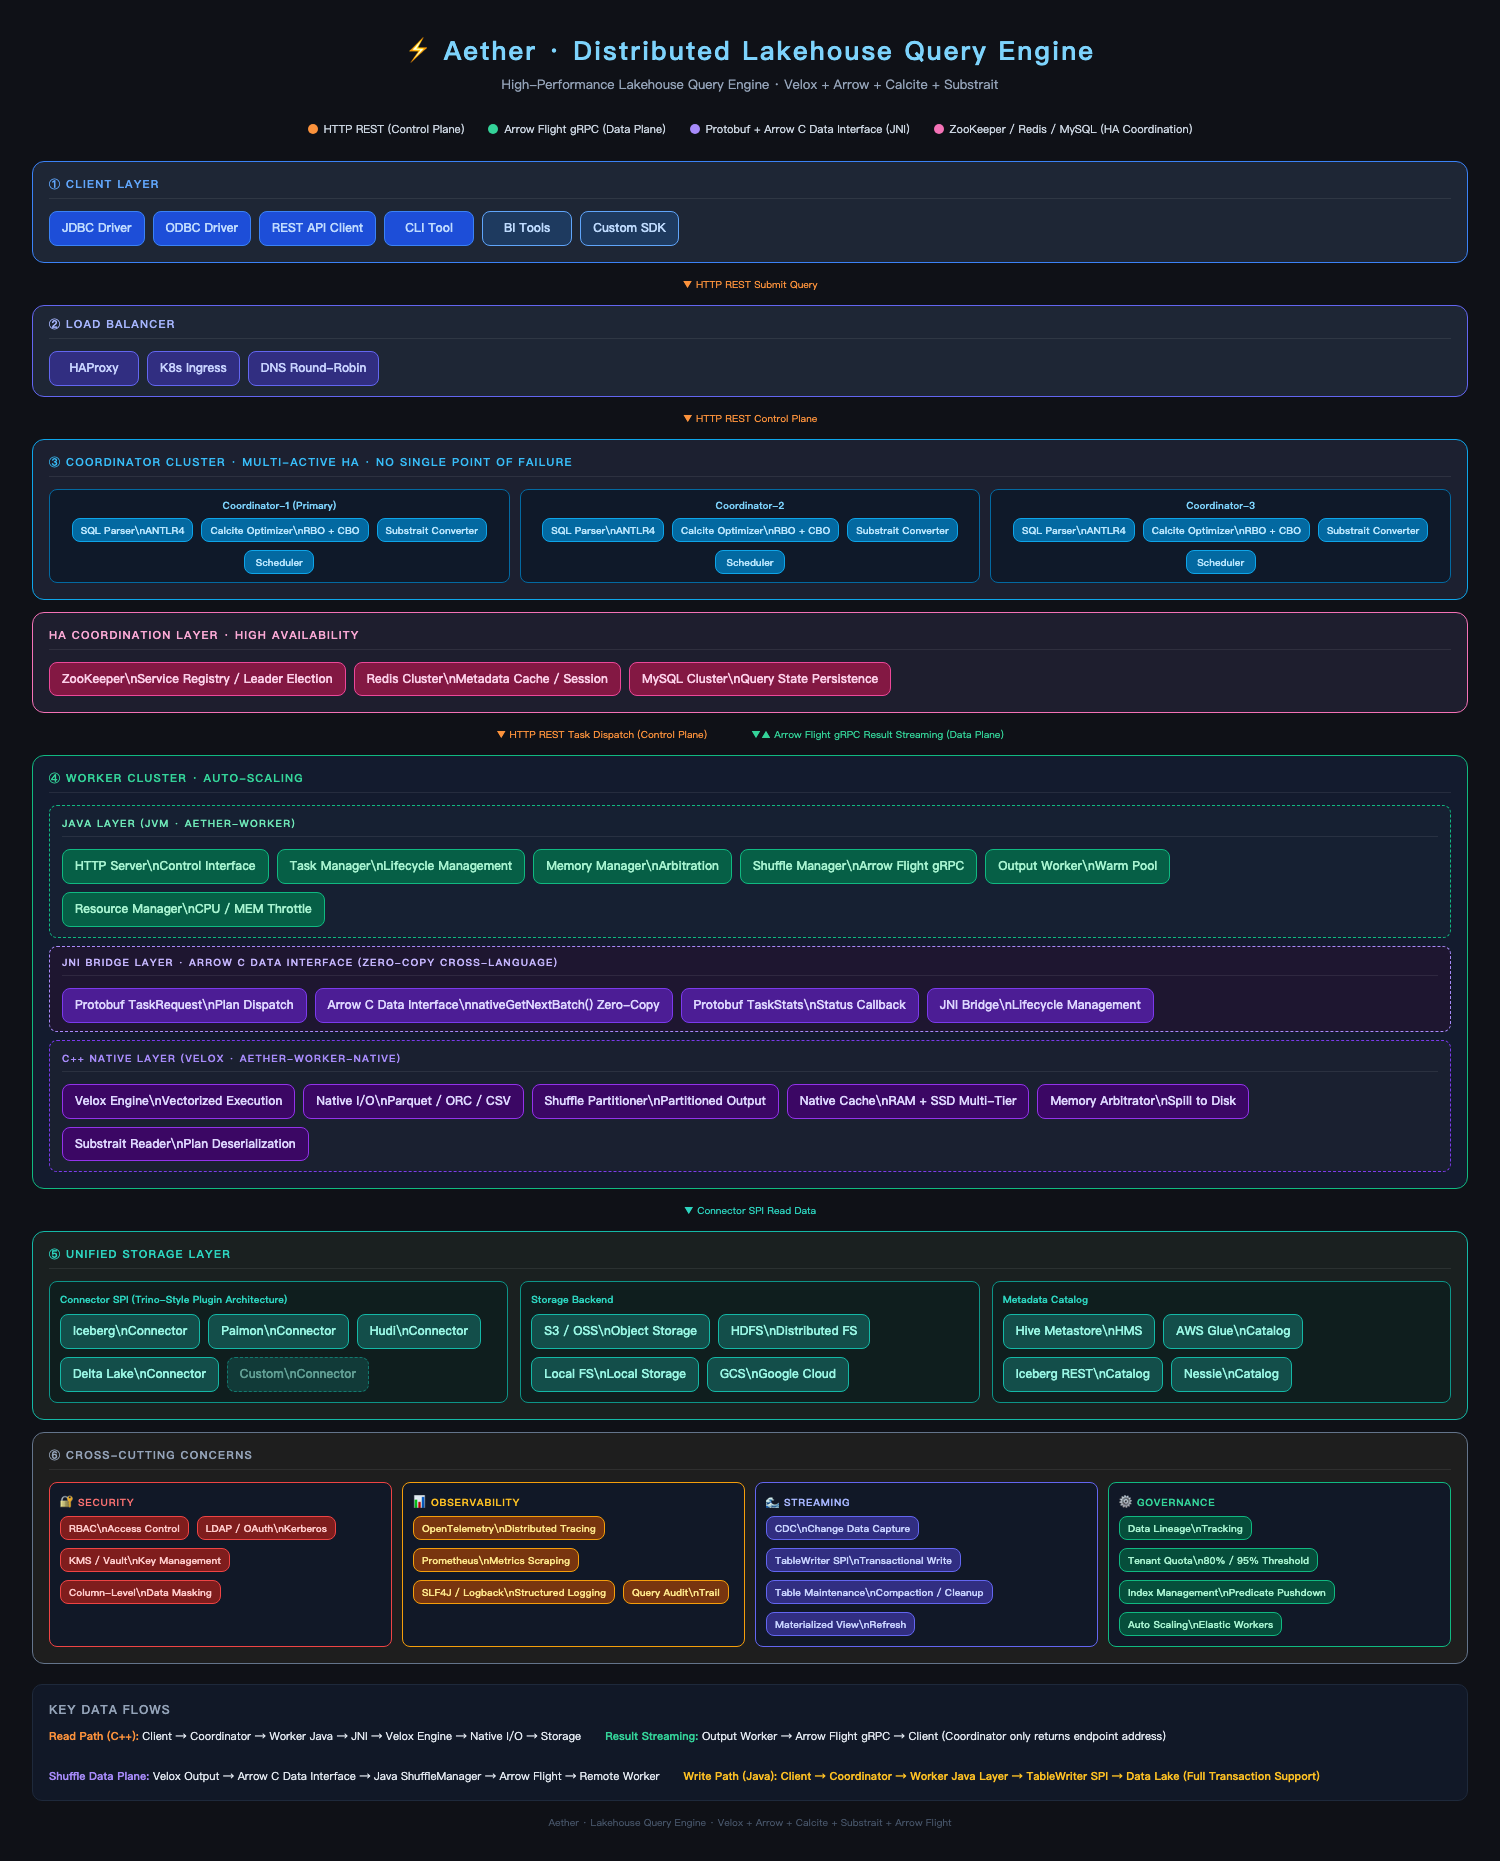 ⚡ Aether · Distributed Lakehouse Query Engine
High-Performance Lakehouse Query Engine · Velox + Arrow + Calcite + Substrait
HTTP REST (Control Plane)
Arrow Flight gRPC (Data Plane)
Protobuf + Arrow C Data Interface (JNI)
ZooKeeper / Redis / MySQL (HA Coordination)
① CLIENT LAYER
JDBC Driver
ODBC Driver
REST API Client
CLI Tool
BI Tools
Custom SDK
▼ HTTP REST Submit Query
② LOAD BALANCER
HAProxy
K8s Ingress
DNS Round-Robin
▼ HTTP REST Control Plane
③ COORDINATOR CLUSTER · MULTI-ACTIVE HA · NO SINGLE POINT OF FAILURE
Coordinator-1 (Primary)
SQL Parser\nANTLR4
Calcite Optimizer\nRBO + CBO
Substrait Converter
Scheduler
Coordinator-2
SQL Parser\nANTLR4
Calcite Optimizer\nRBO + CBO
Substrait Converter
Scheduler
Coordinator-3
SQL Parser\nANTLR4
Calcite Optimizer\nRBO + CBO
Substrait Converter
Scheduler
HA COORDINATION LAYER · HIGH AVAILABILITY
ZooKeeper\nService Registry / Leader Election
Redis Cluster\nMetadata Cache / Session
MySQL Cluster\nQuery State Persistence
▼ HTTP REST Task Dispatch (Control Plane)
▼▲ Arrow Flight gRPC Result Streaming (Data Plane)
④ WORKER CLUSTER · AUTO-SCALING
JAVA LAYER (JVM · AETHER-WORKER)
HTTP Server\nControl Interface
Task Manager\nLifecycle Management
Memory Manager\nArbitration
Shuffle Manager\nArrow Flight gRPC
Output Worker\nWarm Pool
Resource Manager\nCPU / MEM Throttle
JNI BRIDGE LAYER · ARROW C DATA INTERFACE (ZERO-COPY CROSS-LANGUAGE)
Protobuf TaskRequest\nPlan Dispatch
Arrow C Data Interface\nnativeGetNextBatch() Zero-Copy
Protobuf TaskStats\nStatus Callback
JNI Bridge\nLifecycle Management
C++ NATIVE LAYER (VELOX · AETHER-WORKER-NATIVE)
Velox Engine\nVectorized Execution
Native I/O\nParquet / ORC / CSV
Shuffle Partitioner\nPartitioned Output
Native Cache\nRAM + SSD Multi-Tier
Memory Arbitrator\nSpill to Disk
Substrait Reader\nPlan Deserialization
▼ Connector SPI Read Data
⑤ UNIFIED STORAGE LAYER
Connector SPI (Trino-Style Plugin Architecture)
Iceberg\nConnector
Paimon\nConnector
Hudi\nConnector
Delta Lake\nConnector
Custom\nConnector
Storage Backend
S3 / OSS\nObject Storage
HDFS\nDistributed FS
Local FS\nLocal Storage
GCS\nGoogle Cloud
Metadata Catalog
Hive Metastore\nHMS
AWS Glue\nCatalog
Iceberg REST\nCatalog
Nessie\nCatalog
⑥ CROSS-CUTTING CONCERNS
🔐 SECURITY
RBAC\nAccess Control
LDAP / OAuth\nKerberos
KMS / Vault\nKey Management
Column-Level\nData Masking
📊 OBSERVABILITY
OpenTelemetry\nDistributed Tracing
Prometheus\nMetrics Scraping
SLF4J / Logback\nStructured Logging
Query Audit\nTrail
🌊 STREAMING
CDC\nChange Data Capture
TableWriter SPI\nTransactional Write
Table Maintenance\nCompaction / Cleanup
Materialized View\nRefresh
⚙️ GOVERNANCE
Data Lineage\nTracking
Tenant Quota\n80% / 95% Threshold
Index Management\nPredicate Pushdown
Auto Scaling\nElastic Workers
KEY DATA FLOWS
Read Path (C++): Client → Coordinator → Worker Java → JNI → Velox Engine → Native I/O → Storage
Result Streaming: Output Worker → Arrow Flight gRPC → Client (Coordinator only returns endpoint address)
Shuffle Data Plane: Velox Output → Arrow C Data Interface → Java ShuffleManager → Arrow Flight → Remote Worker
Write Path (Java): Client → Coordinator → Worker Java Layer → TableWriter SPI → Data Lake (Full Transaction Support)
Aether · Lakehouse Query Engine · Velox + Arrow + Calcite + Substrait + Arrow Flight